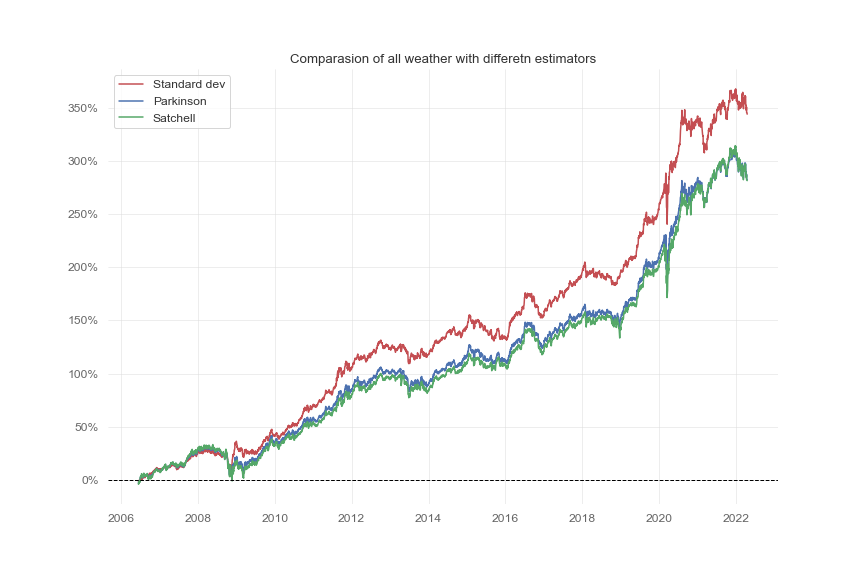 Comparasion of all weather with differetn estimators
Standard dev
Parkinson
Satchell
350%
300%
250%
200%
150%
100%
50%
0%
2006 2008 2010 2012 2014 2016 2018 2020 2022